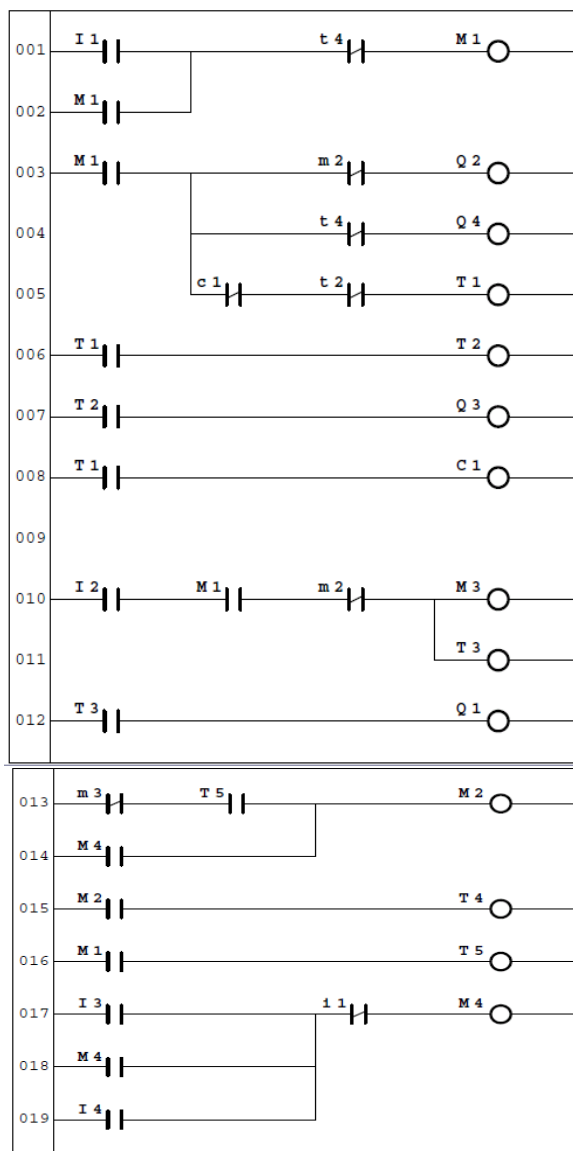 I1 t4 M1
001
M1
002
M1 m2 Q2
003
t4 Q4
004
c1 t2 T1
005
T1 T2
006
T2 Q3
007
T1 C1
008
009
I2 M1 m2 M3
010
T3
011
T3 Q1
012
m3 T5 M2
013
M4
014
M2 T4
015
M1 T5
016
I3 i1 M4
017
M4
018
I4
019